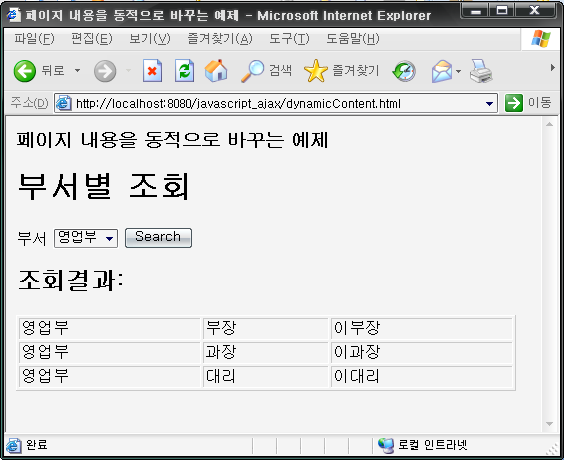 페이지 내용을 동적으로 바꾸는 예제 - Microsoft Internet Explorer
파일(F) 편집(E) 보기(V) 즐겨찾기(A) 도구(T) 도움말(H)
뒤로 검색 즐겨찾기
주소(D) http://localhost:8080/javascript_ajax/dynamicContent.html 이동
페이지 내용을 동적으로 바꾸는 예제
부서별 조회
부서 영업부 Search
조회결과:
영업부 부장 이부장
영업부 과장 이과장
영업부 대리 이대리
완료 로컬 인트라넷